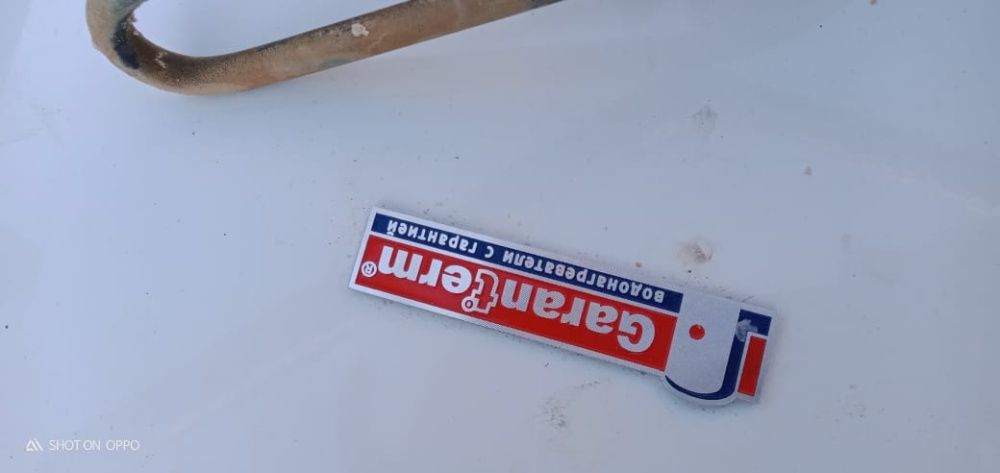 Garanterm®
водонагреватели с гарантией
SHOT ON OPPO